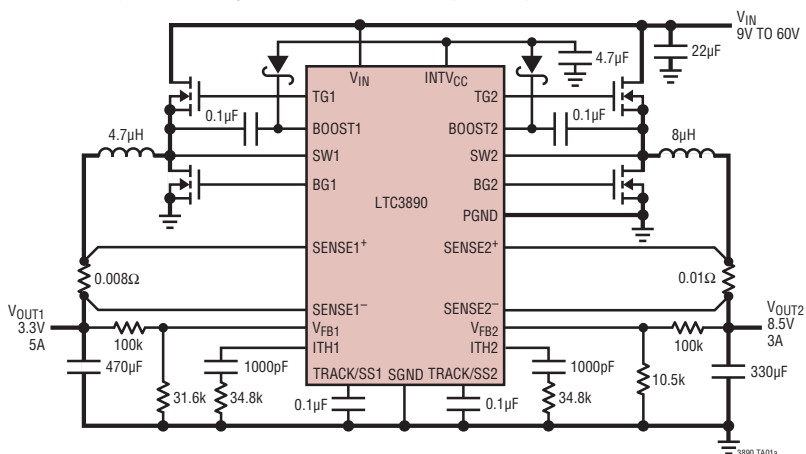 VIN
9V TO 60V
22µF
4.7µF
VIN
INTVCC
TG1
TG2
0.1µF
0.1µF
BOOST1
BOOST2
4.7µH
8µH
SW1
SW2
BG1
BG2
LTC3890
PGND
SENSE1+
SENSE2+
0.008Ω
0.01Ω
SENSE1–
SENSE2–
VOUT1
3.3V
5A
VOUT2
8.5V
3A
VFB1
VFB2
100k
100k
ITH1
ITH2
470µF
1000pF
1000pF
330µF
TRACK/SS1
SGND
TRACK/SS2
31.6k
34.8k
0.1µF
0.1µF
34.8k
10.5k
3890 TA01a